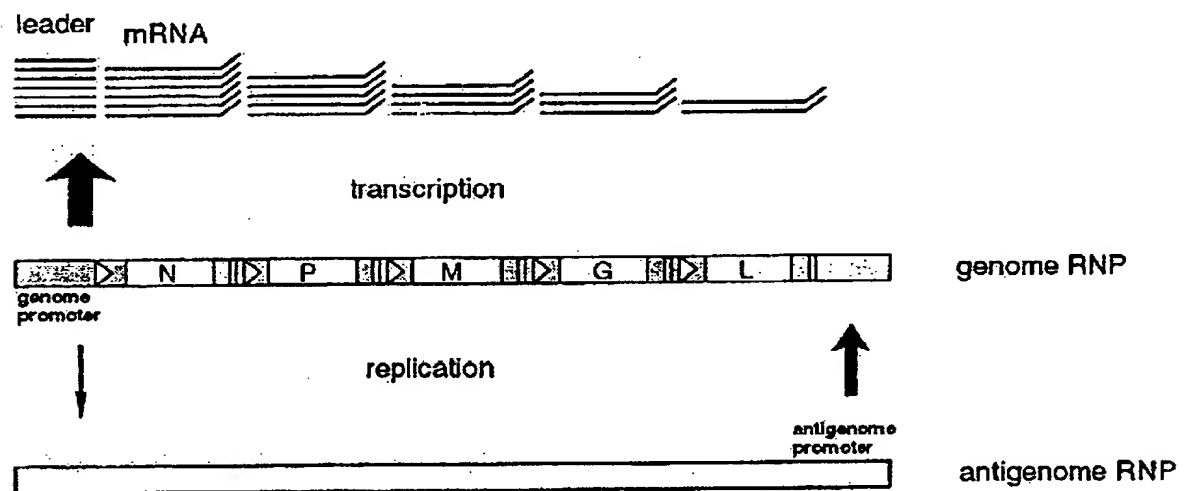 leader
mRNA
transcription
N P M G L
genome RNP
genome
promoter
replication
antigenome
promoter
antigenome RNP